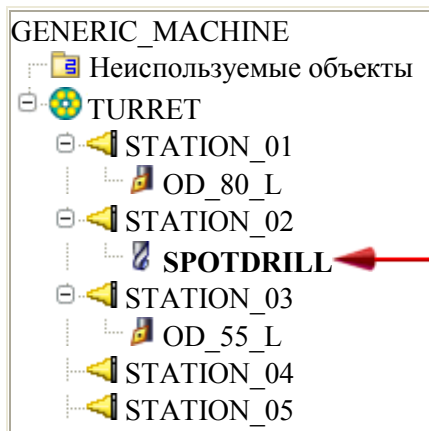 GENERIC_MACHINE
Неиспользуемые объекты
TURRET
STATION_01
OD_80_L
STATION_02
SPOTDRILL
STATION_03
OD_55_L
STATION_04
STATION_05